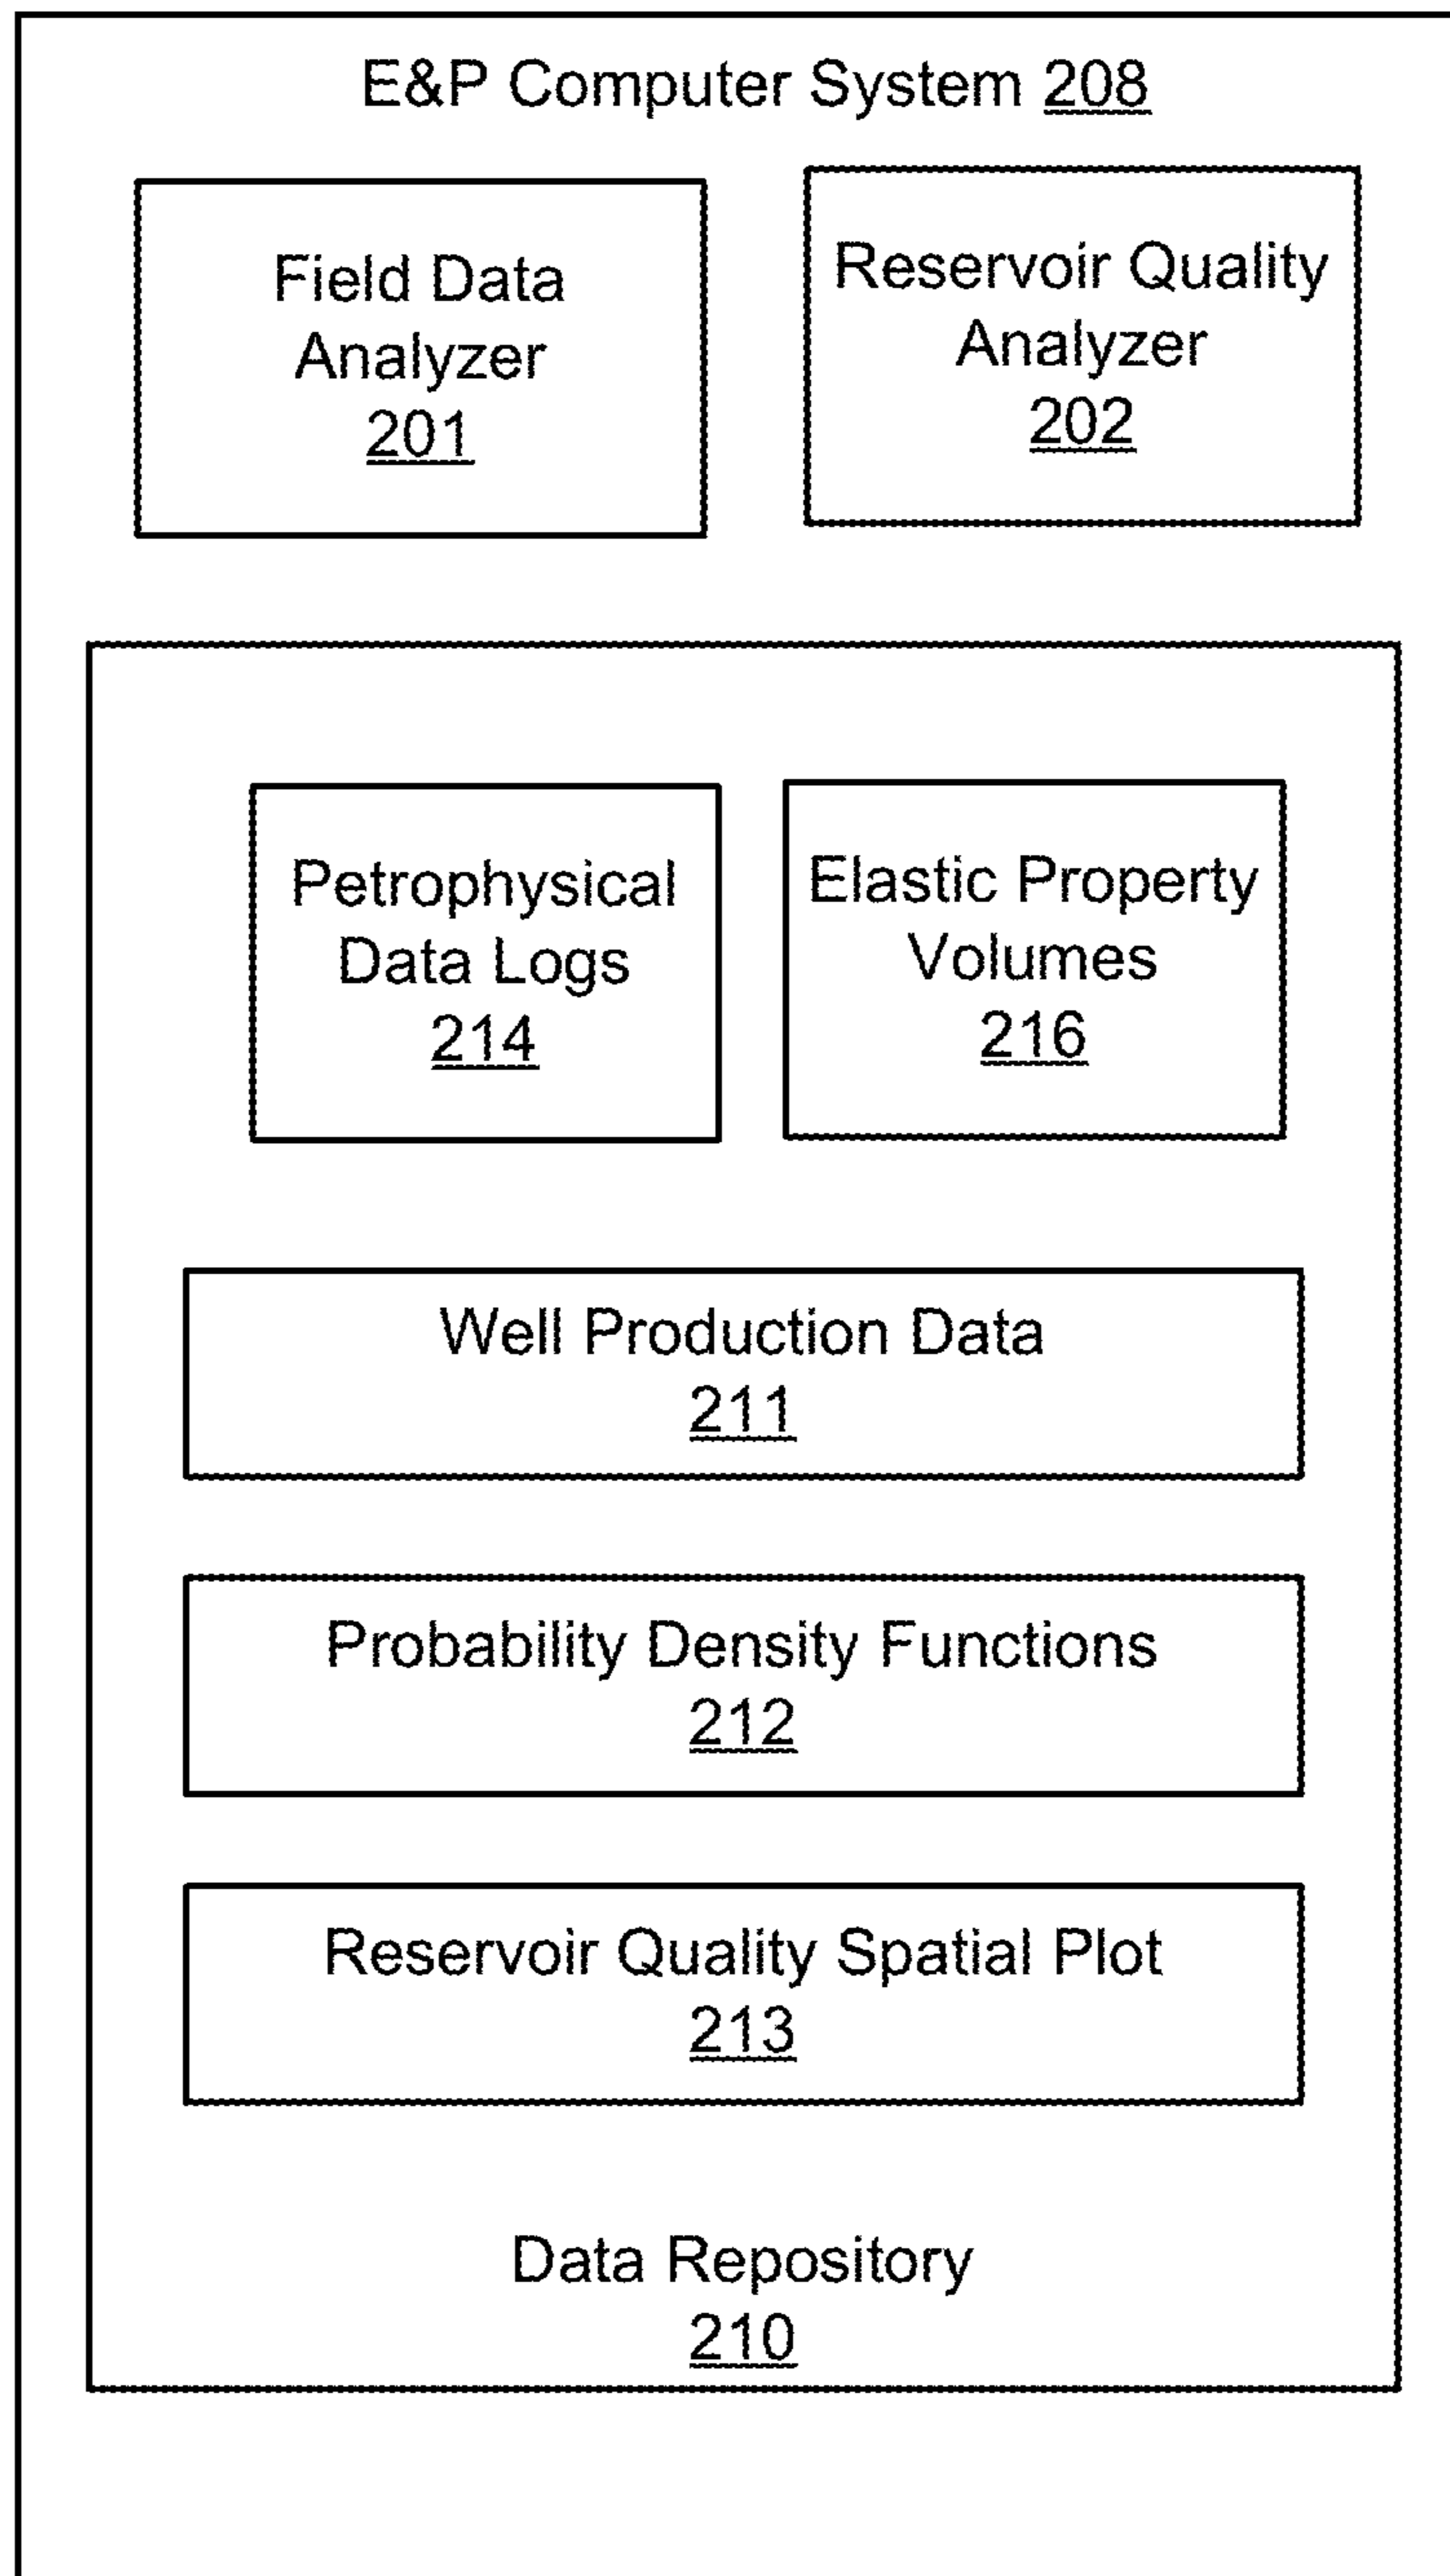 E&P Computer System 208
Field Data
Analyzer
201
Reservoir Quality
Analyzer
202
Petrophysical
Data Logs
214
Elastic Property
Volumes
216
Well Production Data
211
Probability Density Functions
212
Reservoir Quality Spatial Plot
213
Data Repository
210